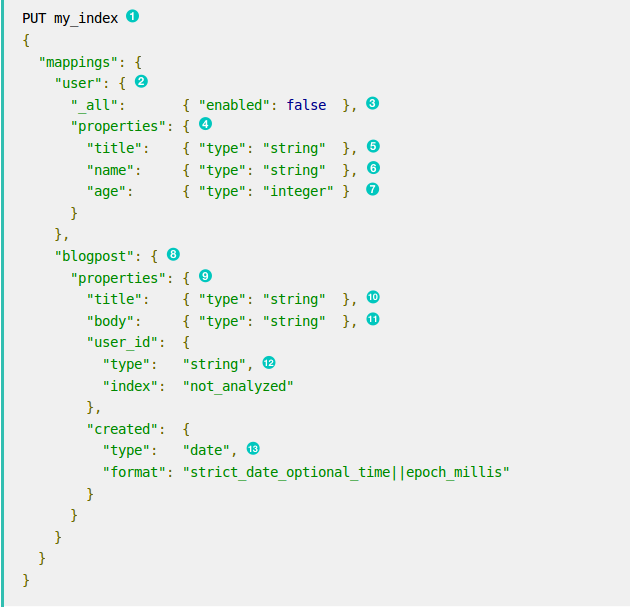 PUT my_index 1
{
  "mappings": {
    "user": { 2
      "_all":       { "enabled": false  }, 3
      "properties": { 4
        "title":    { "type": "string"  }, 5
        "name":     { "type": "string"  }, 6
        "age":      { "type": "integer" }  7
      }
    },
    "blogpost": { 8
      "properties": { 9
        "title":    { "type": "string"  }, 10
        "body":     { "type": "string"  }, 11
        "user_id":  {
          "type":   "string", 12
          "index":  "not_analyzed"
        },
        "created":  {
          "type":   "date", 13
          "format": "strict_date_optional_time||epoch_millis"
        }
      }
    }
  }
}